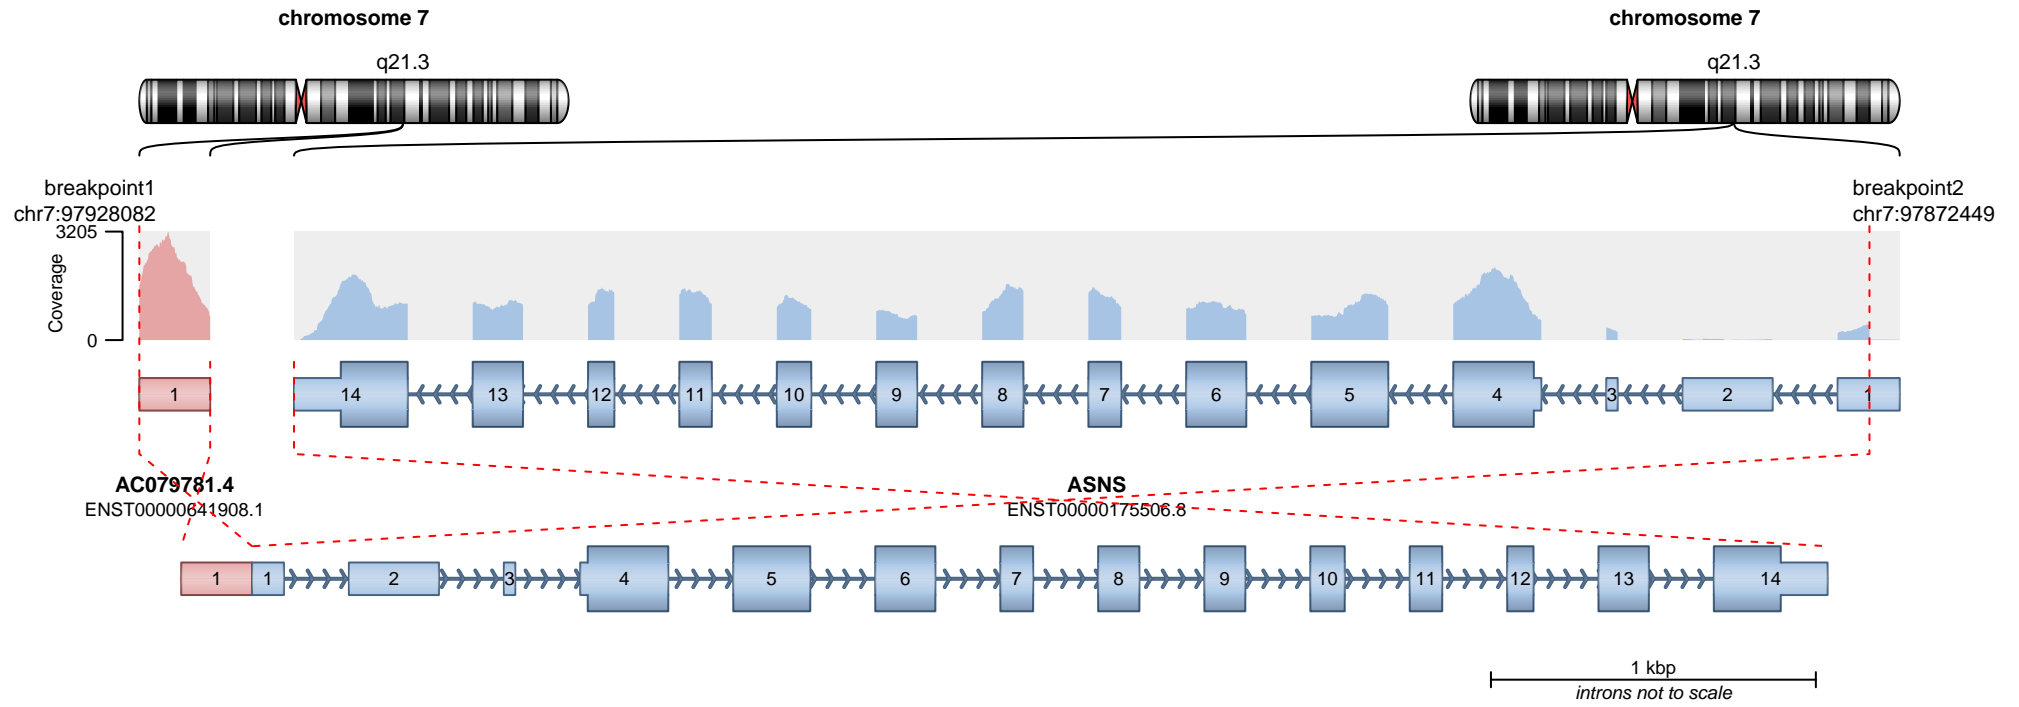 chromosome 7
chromosome 7
q21.3
q21.3
breakpoint1
chr7:97928082
breakpoint2
chr7:97872449
3205
Coverage
0
1
14
13
12
11
10
9
8
7
6
5
4
3
2
1
AC079781.4
ENST00000641908.1
ASNS
ENST00000175506.8
1
1
2
3
4
5
6
7
8
9
10
11
12
13
14
1 kbp
introns not to scale